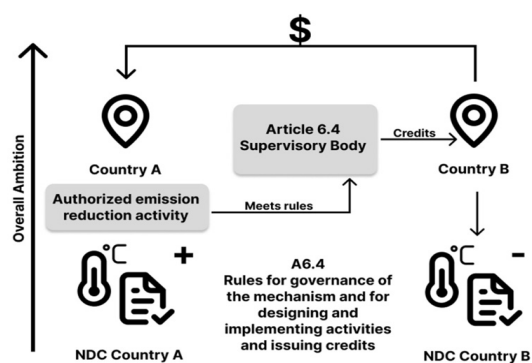 $
Overall Ambition
Country A
Article 6.4
Supervisory Body
Credits
Country B
Authorized emission
reduction activity
Meets rules
°C
+
A6.4
Rules for governance
of the mechanism and for
designing and
implementing activities
and issuing credits
°C
-
NDC Country A
NDC Country B